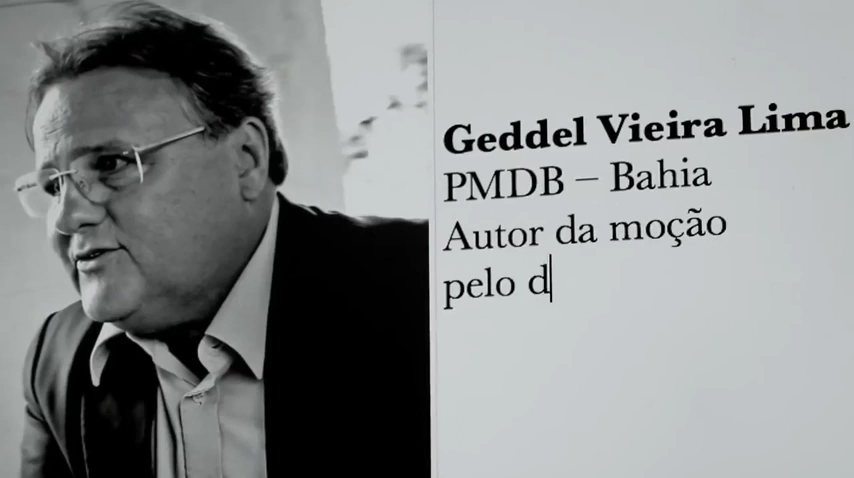 Geddel Vieira Lima
PMDB – Bahia
Autor da moção
pelo d